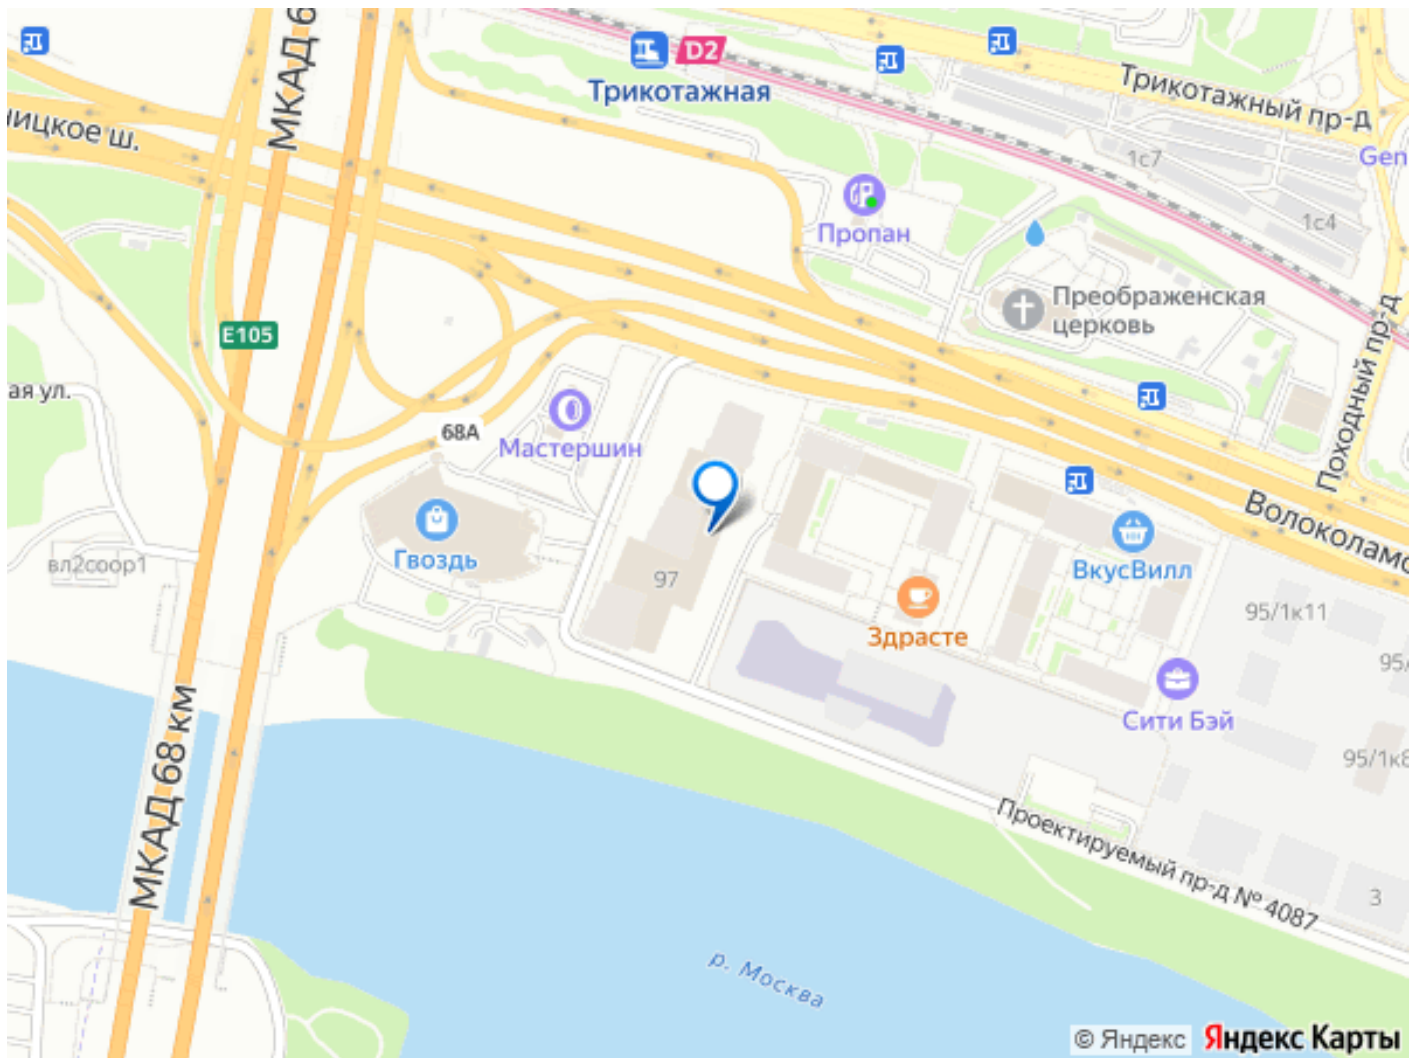 МКАД 6
D2
Трикотажная
Трикотажный пр-д
ницкое ш.
1с7
Gen
Пропан
1с4
Преображенская
церковь
E105
Походный пр-д
ая ул.
68А
Мастершин
Гвоздь
вл2соор1
97
Волоколамс
ВкусВилл
Здрасте
95/1к11
95/
Сити Бэй
95/1к8
МКАД 68 км
Проектируемый пр-д № 4087
3
р. Москва
© Яндекс Яндекс Карты